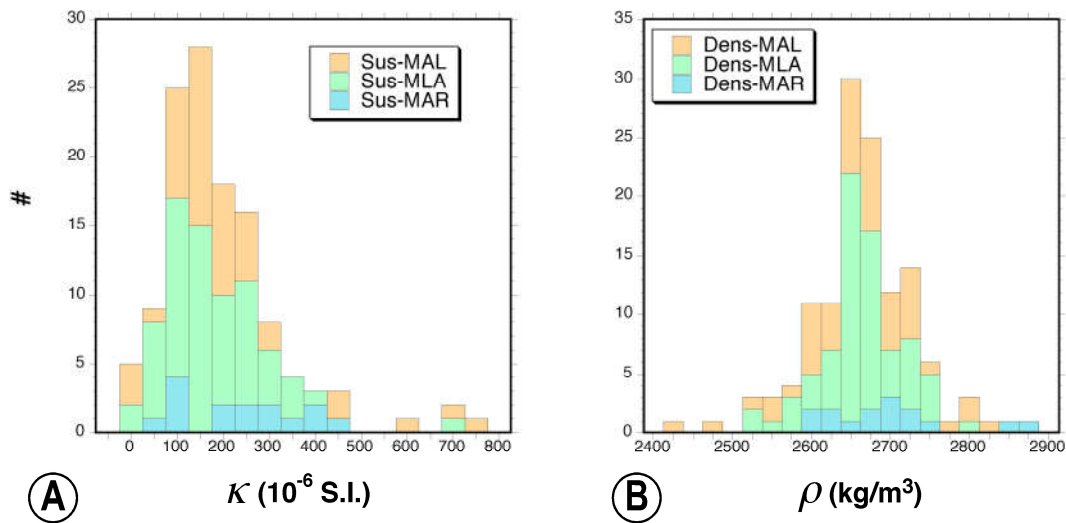 30
25
20
15
10
5
0
#
Sus-MAL
Sus-MLA
Sus-MAR
0 100 200 300 400 500 600 700 800
A
κ (10⁻⁶ S.I.)
35
30
25
20
15
10
5
0
Dens-MAL
Dens-MLA
Dens-MAR
2400 2500 2600 2700 2800 2900
B
ρ (kg/m³)